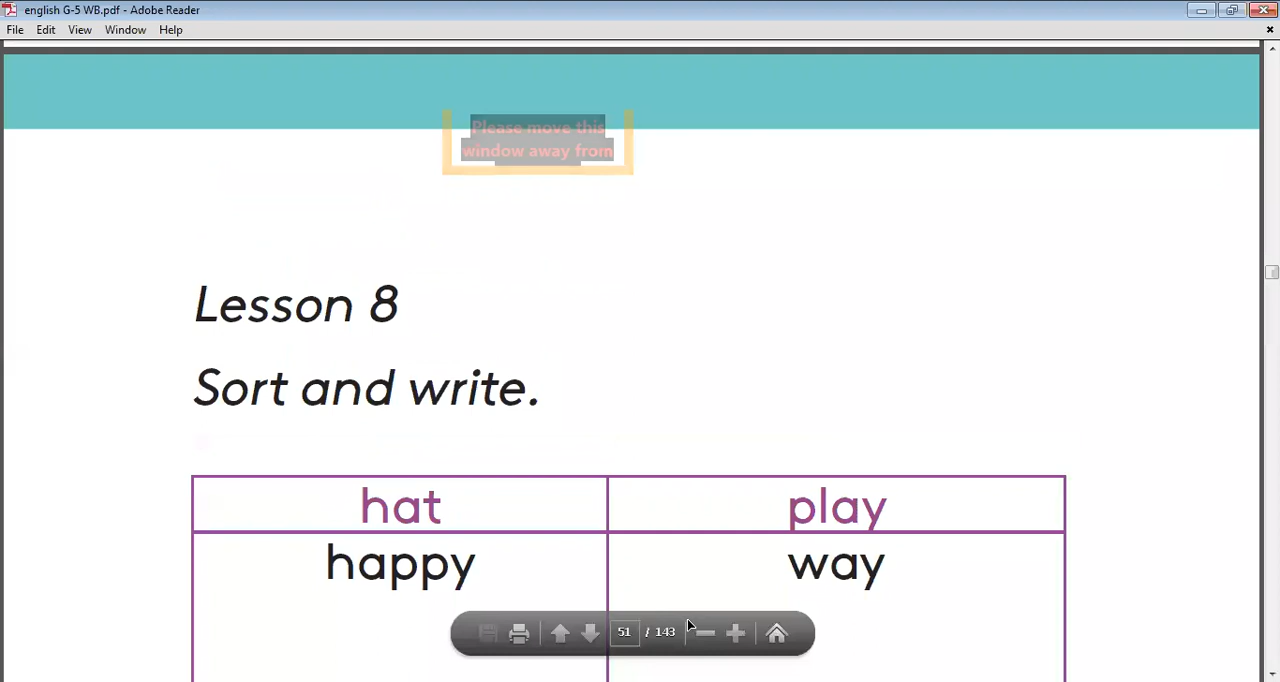 english G-5 WB.pdf - Adobe Reader
File Edit View Window Help
Please move this
window away from
Lesson 8
Sort and write.
hat play
happy way
51 / 143